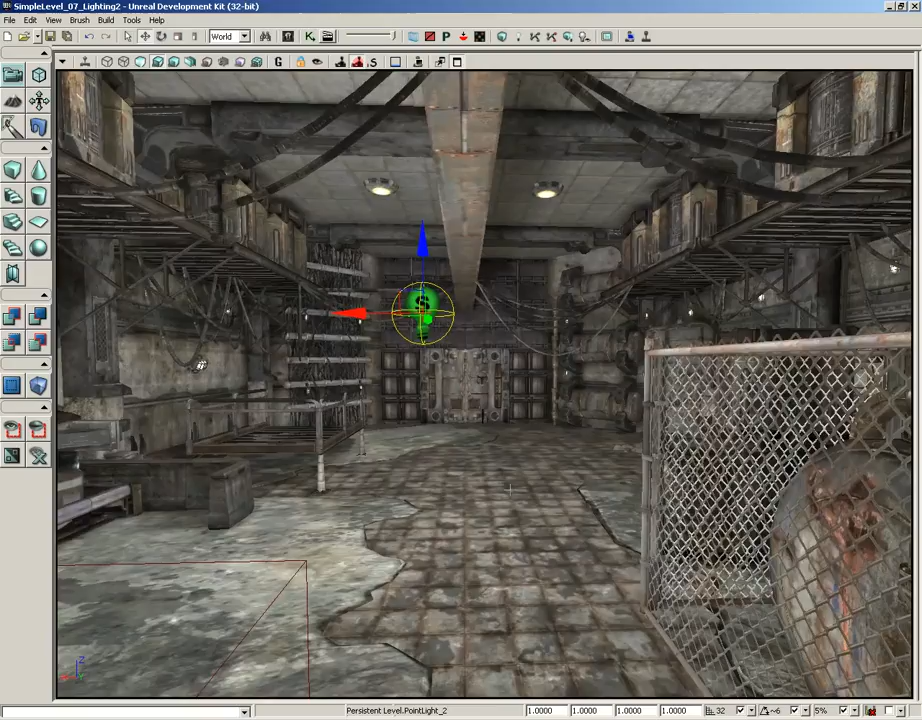 SimpleLevel_07_Lighting2 - Unreal Development Kit (32-bit)
File Edit View Brush Build Tools Help
World
G
S
Z
Persistent Level.PointLight_2
1.0000 1.0000 1.0000 1.0000 32 ~6 5%